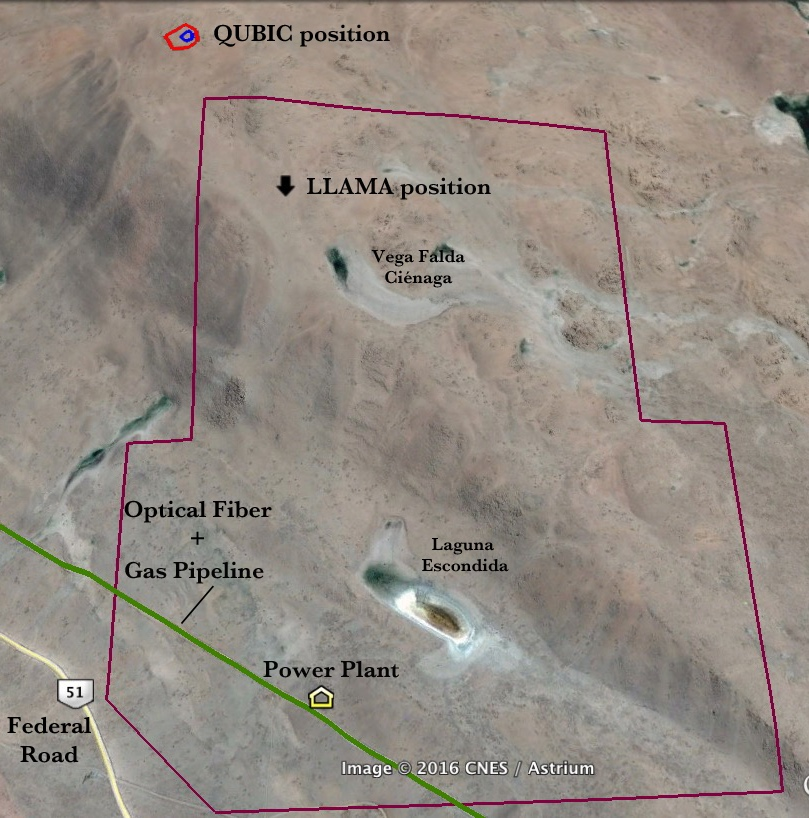 QUBIC position
LLAMA position
Vega Falda
Ciénaga
Optical Fiber
+
Gas Pipeline
Laguna
Escondida
Power Plant
51
Federal
Road
Image © 2016 CNES / Astrium